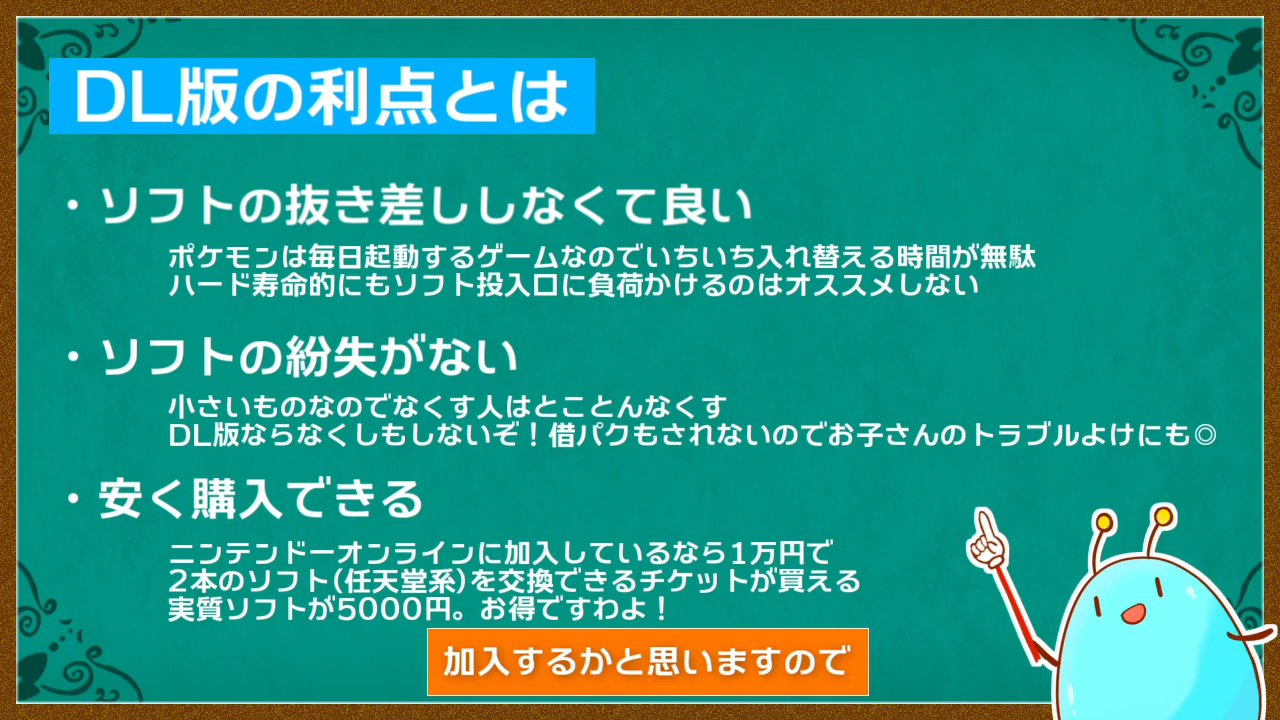 DL版の利点とは
・ソフトの抜き差ししなくて良い
ポケモンは毎日起動するゲームなのでいちいち入れ替える時間が無駄
ハード寿命的にもソフト投入口に負荷かけるのはオススメしない
・ソフトの紛失がない
小さいものなのでなくす人はとことんなくす
DL版ならなくしもしないぞ！借パクもされないのでお子さんのトラブルよけにも◎
・安く購入できる
ニンテンドーオンラインに加入しているなら1万円で
2本のソフト(任天堂系)を交換できるチケットが買える
実質ソフトが5000円。お得ですわよ！
加入するかと思いますので